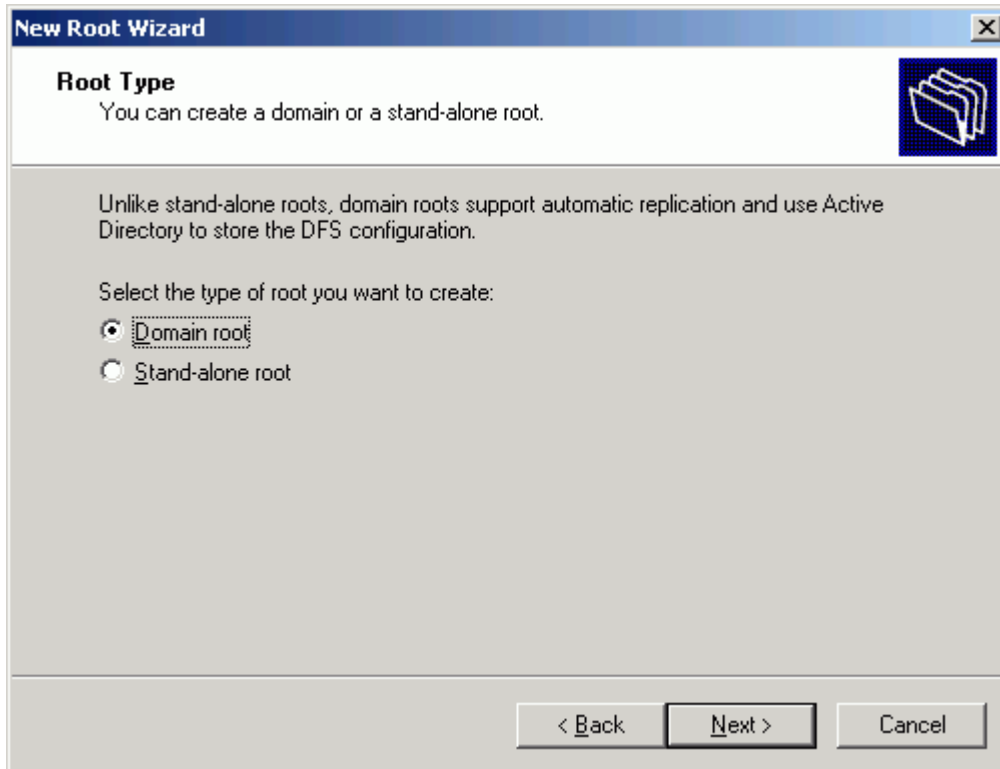 New Root Wizard
Root Type
You can create a domain or a stand-alone root.
Unlike stand-alone roots, domain roots support automatic replication and use Active
Directory to store the DFS configuration.
Select the type of root you want to create:
Domain root
Stand-alone root
< Back
Next >
Cancel